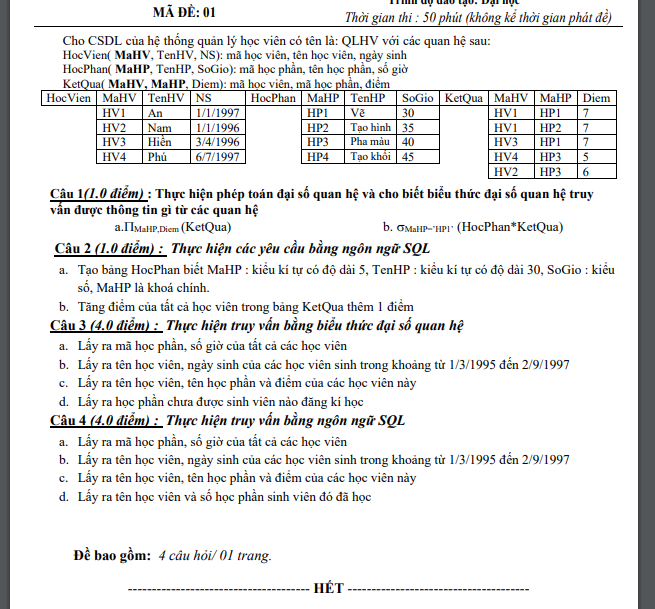 Trình độ đào tạo: Đại học
MÃ ĐỀ: 01
Thời gian thi : 50 phút (không kể thời gian phát đề)
Cho CSDL của hệ thống quản lý học viên có tên là: QLHV với các quan hệ sau:
HocVien( MaHV, TenHV, NS): mã học viên, tên học viên, ngày sinh
HocPhan( MaHP, TenHP, SoGio): mã học phần, tên học phần, số giờ
KetQua( MaHV, MaHP, Diem): mã học viên, mã học phần, điểm
HocVien MaHV TenHV NS HocPhan MaHP TenHP SoGio KetQua MaHV MaHP Diem
HV1 An 1/1/1997 HP1 Vẽ 30 HV1 HP1 7
HV2 Nam 1/1/1996 HP2 Tạo hình 35 HV1 HP2 7
HV3 Hiền 3/4/1996 HP3 Pha màu 40 HV3 HP1 7
HV4 Phú 6/7/1997 HP4 Tạo khối 45 HV4 HP3 5
HV2 HP3 6
Câu 1(1.0 điểm) : Thực hiện phép toán đại số quan hệ và cho biết biểu thức đại số quan hệ truy
vấn được thông tin gì từ các quan hệ
a.ΠMaHP,Diem (KetQua) b. σMaHP='HP1' (HocPhan*KetQua)
Câu 2 (1.0 điểm) : Thực hiện các yêu cầu bằng ngôn ngữ SQL
a. Tạo bảng HocPhan biết MaHP : kiểu kí tự có độ dài 5, TenHP : kiểu kí tự có độ dài 30, SoGio : kiểu
số, MaHP là khoá chính.
b. Tăng điểm của tất cả học viên trong bảng KetQua thêm 1 điểm
Câu 3 (4.0 điểm) : Thực hiện truy vấn bằng biểu thức đại số quan hệ
a. Lấy ra mã học phần, số giờ của tất cả các học viên
b. Lấy ra tên học viên, ngày sinh của các học viên sinh trong khoảng từ 1/3/1995 đến 2/9/1997
c. Lấy ra tên học viên, tên học phần và điểm của các học viên này
d. Lấy ra học phần chưa được sinh viên nào đăng kí học
Câu 4 (4.0 điểm) : Thực hiện truy vấn bằng ngôn ngữ SQL
a. Lấy ra mã học phần, số giờ của tất cả các học viên
b. Lấy ra tên học viên, ngày sinh của các học viên sinh trong khoảng từ 1/3/1995 đến 2/9/1997
c. Lấy ra tên học viên, tên học phần và điểm của các học viên này
d. Lấy ra tên học viên và số học phần sinh viên đó đã học
Đề bao gồm: 4 câu hỏi/ 01 trang.
------------------------------------- HẾT -------------------------------------